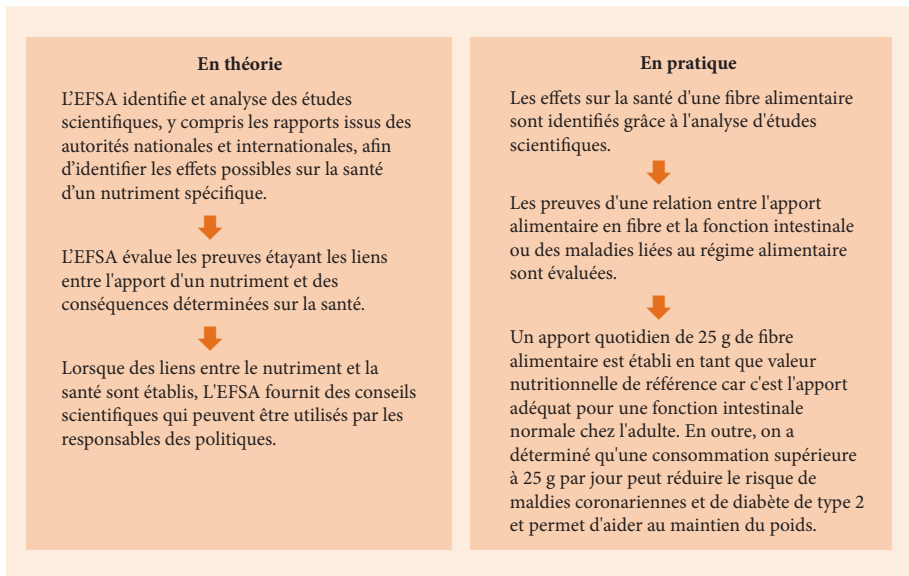 En théorie
L’EFSA identifie et analyse des études
scientifiques, y compris les rapports issus des
autorités nationales et internationales, afin
d’identifier les effets possibles sur la santé
d’un nutriment spécifique.
L’EFSA évalue les preuves étayant les liens
entre l'apport d'un nutriment et des
conséquences déterminées sur la santé.
Lorsque des liens entre le nutriment et la
santé sont établis, L'EFSA fournit des conseils
scientifiques qui peuvent être utilisés par les
responsables des politiques.
En pratique
Les effets sur la santé d'une fibre alimentaire
sont identifiés grâce à l'analyse d'études
scientifiques.
Les preuves d'une relation entre l'apport
alimentaire en fibre et la fonction intestinale
ou des maladies liées au régime alimentaire
sont évaluées.
Un apport quotidien de 25 g de fibre
alimentaire est établi en tant que valeur
nutritionnelle de référence car c'est l'apport
adéquat pour une fonction intestinale
normale chez l'adulte. En outre, on a
déterminé qu'une consommation supérieure
à 25 g par jour peut réduire le risque de
maldies coronariennes et de diabète de type 2
et permet d'aider au maintien du poids.